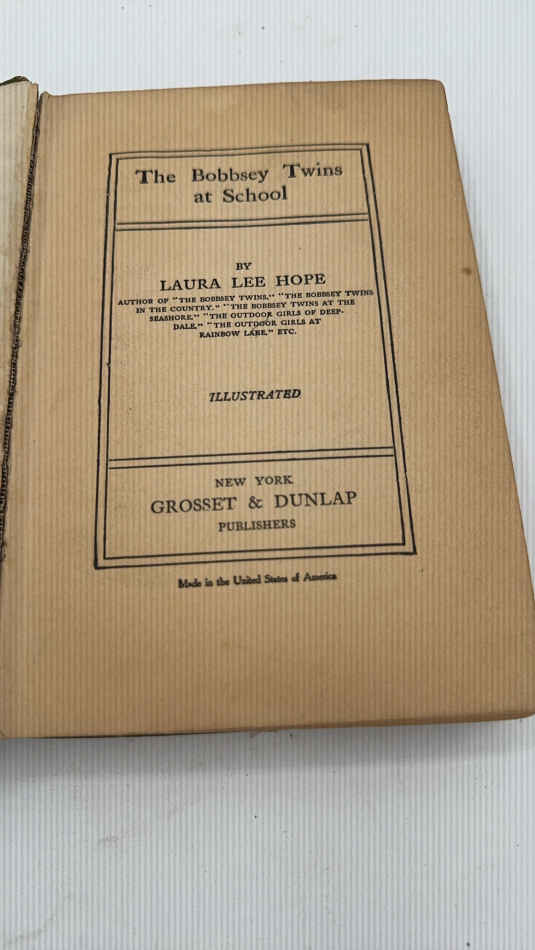 The Bobbsey Twins
at School
BY
LAURA LEE HOPE
AUTHOR OF "THE BOBBSEY TWINS," "THE BOBBSEY TWINS
IN THE COUNTRY," "THE BOBBSEY TWINS AT THE
SEASHORE," "THE OUTDOOR GIRLS OF DEEP-
DALE," "THE OUTDOOR GIRLS AT
RAINBOW LAKE," ETC.
ILLUSTRATED
NEW YORK
GROSSET & DUNLAP
PUBLISHERS
Made in the United States of America